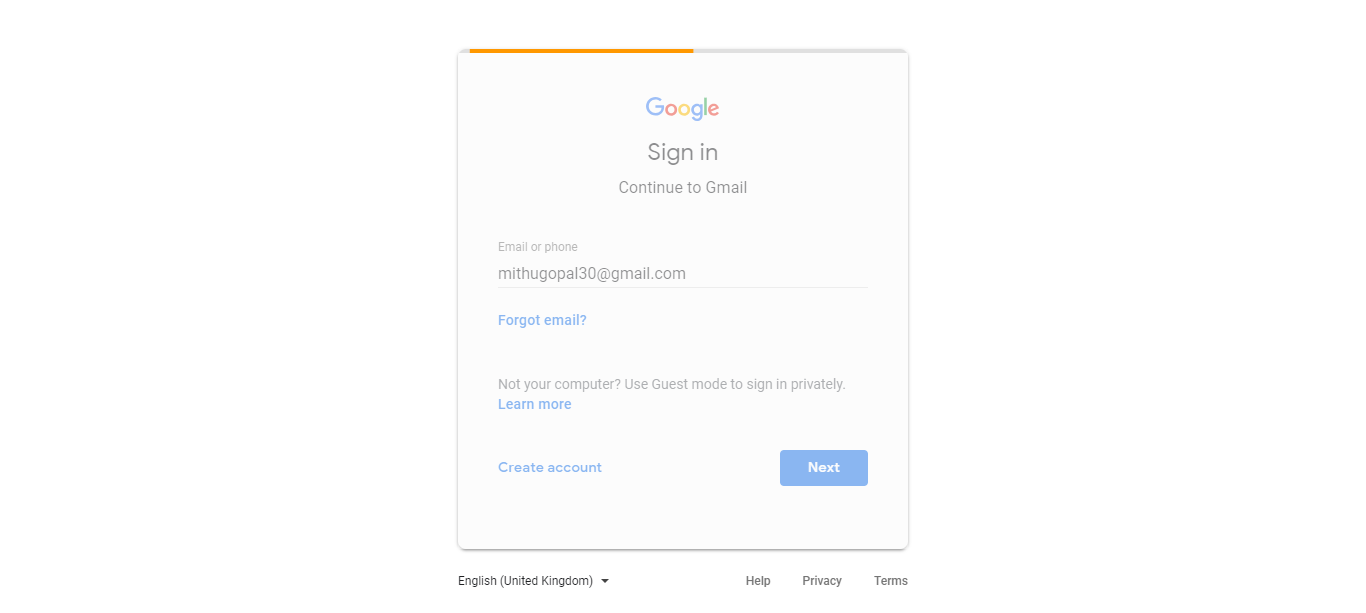 Google
Sign in
Continue to Gmail
Email or phone
mithugopal30@gmail.com
Forgot email?
Not your computer? Use Guest mode to sign in privately.
Learn more
Create account
Next
English (United Kingdom)
Help Privacy Terms